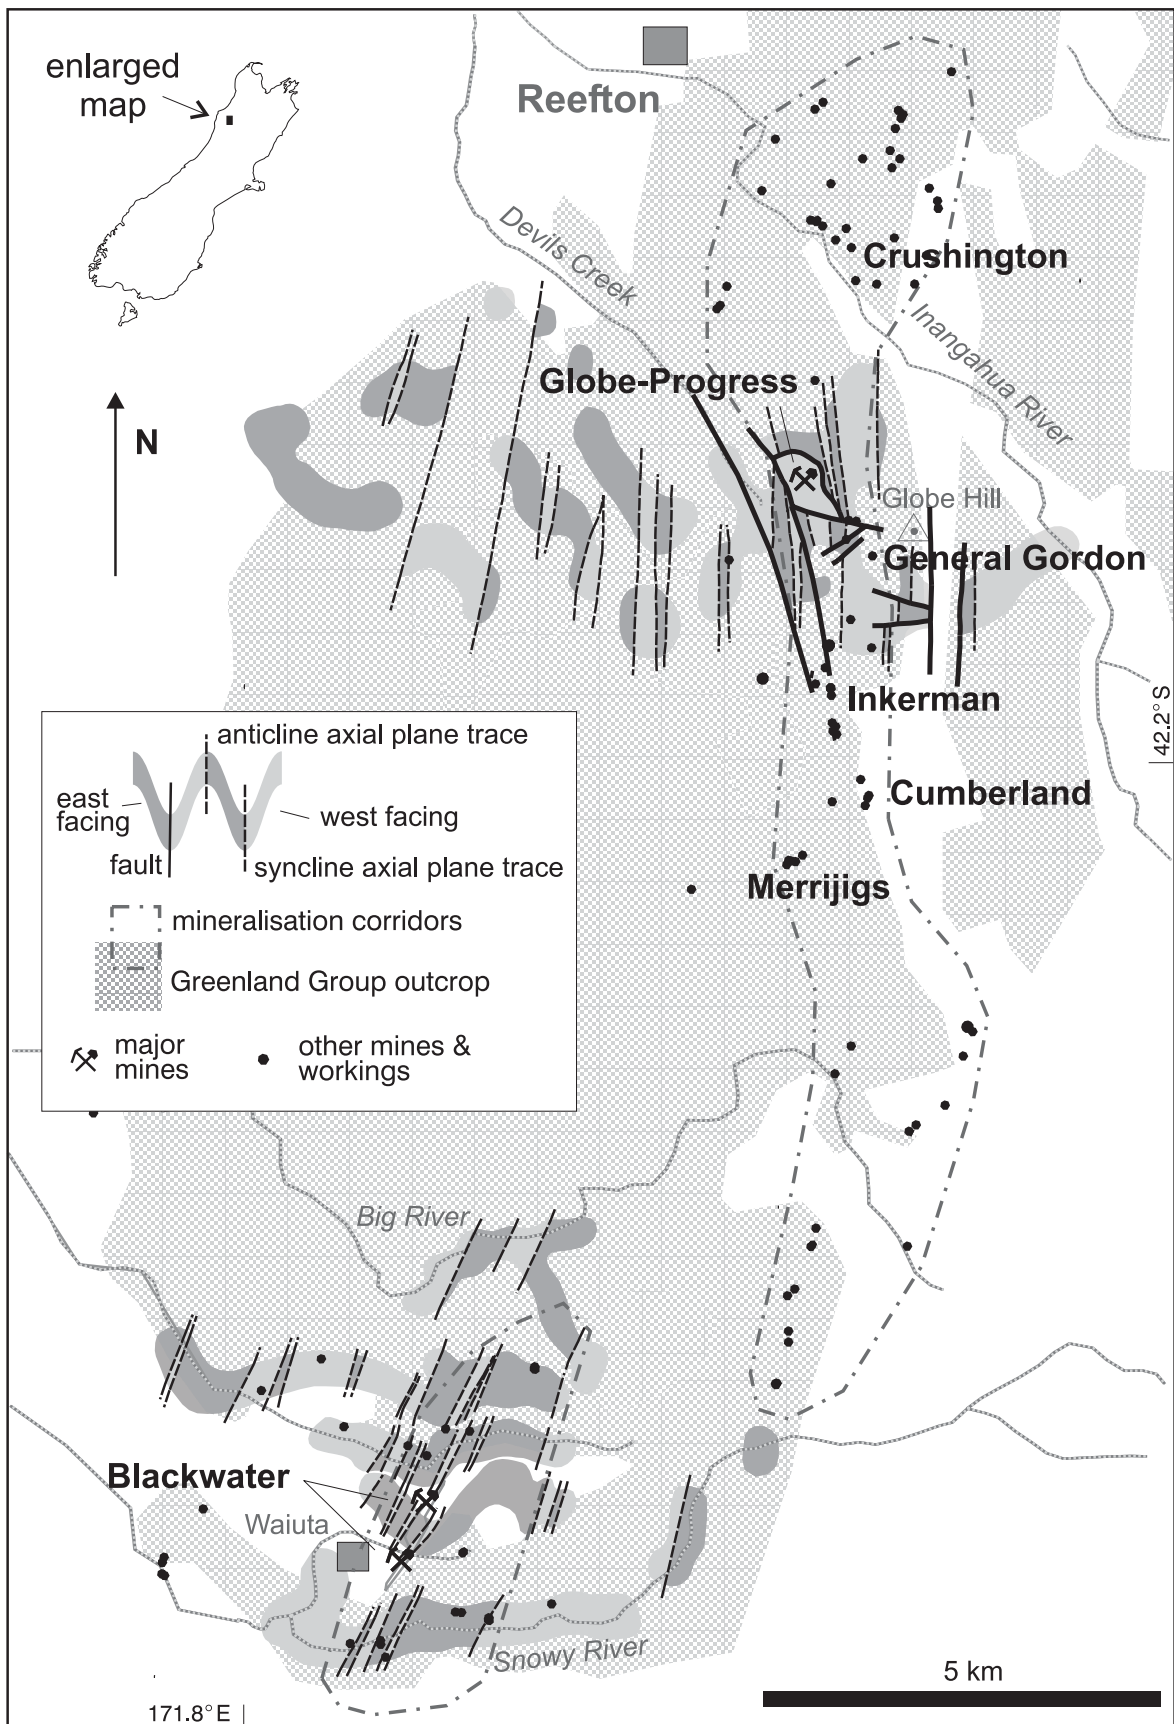 enlarged
map
Reefton
Devils Creek
Crushington
Inangahua River
Globe-Progress
N
Globe Hill
General Gordon
Inkerman
42.2° S
anticline axial plane trace
east
facing
west facing
fault
syncline axial plane trace
mineralisation corridors
Greenland Group outcrop
major
mines
other mines &
workings
Cumberland
Merrijigs
Big River
Blackwater
Waiuta
Snowy River
5 km
171.8° E